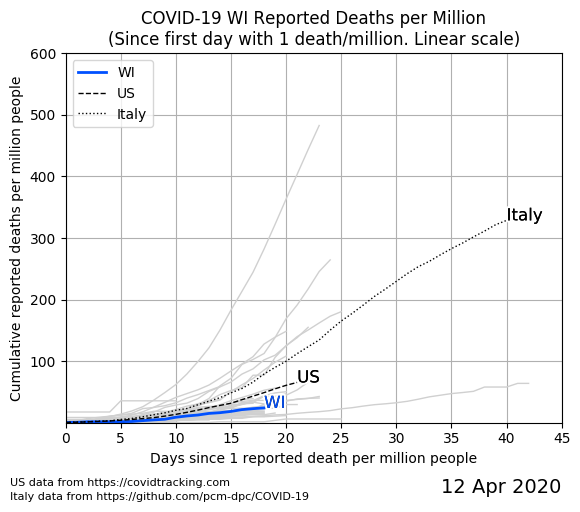 COVID-19 WI Reported Deaths per Million
(Since first day with 1 death/million. Linear scale)
Cumulative reported deaths per million people
600
500
400
300
200
100
WI
US
Italy
Italy
US
WI
0 5 10 15 20 25 30 35 40 45
Days since 1 reported death per million people
US data from https://covidtracking.com
Italy data from https://github.com/pcm-dpc/COVID-19
12 Apr 2020